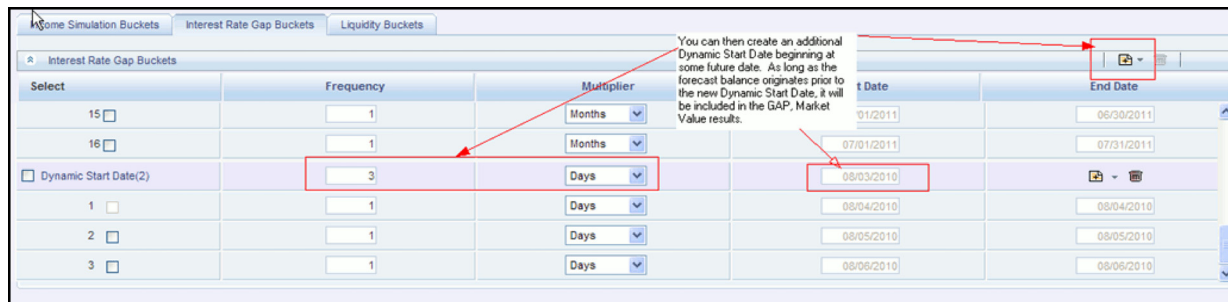 Income Simulation Buckets Interest Rate Gap Buckets Liquidity Buckets
You can then create an additional
Dynamic Start Date beginning at
some future date. As long as the
forecast balance originates prior to
the new Dynamic Start Date, it will
be included in the GAP, Market
Value results.
Interest Rate Gap Buckets
Select Frequency Multiplier t Date End Date
15 1 Months /01/2011 06/30/2011
16 1 Months 07/01/2011 07/31/2011
Dynamic Start Date(2) 3 Days 08/03/2010
1 1 Days 08/04/2010 08/04/2010
2 1 Days 08/05/2010 08/05/2010
3 1 Days 08/06/2010 08/06/2010